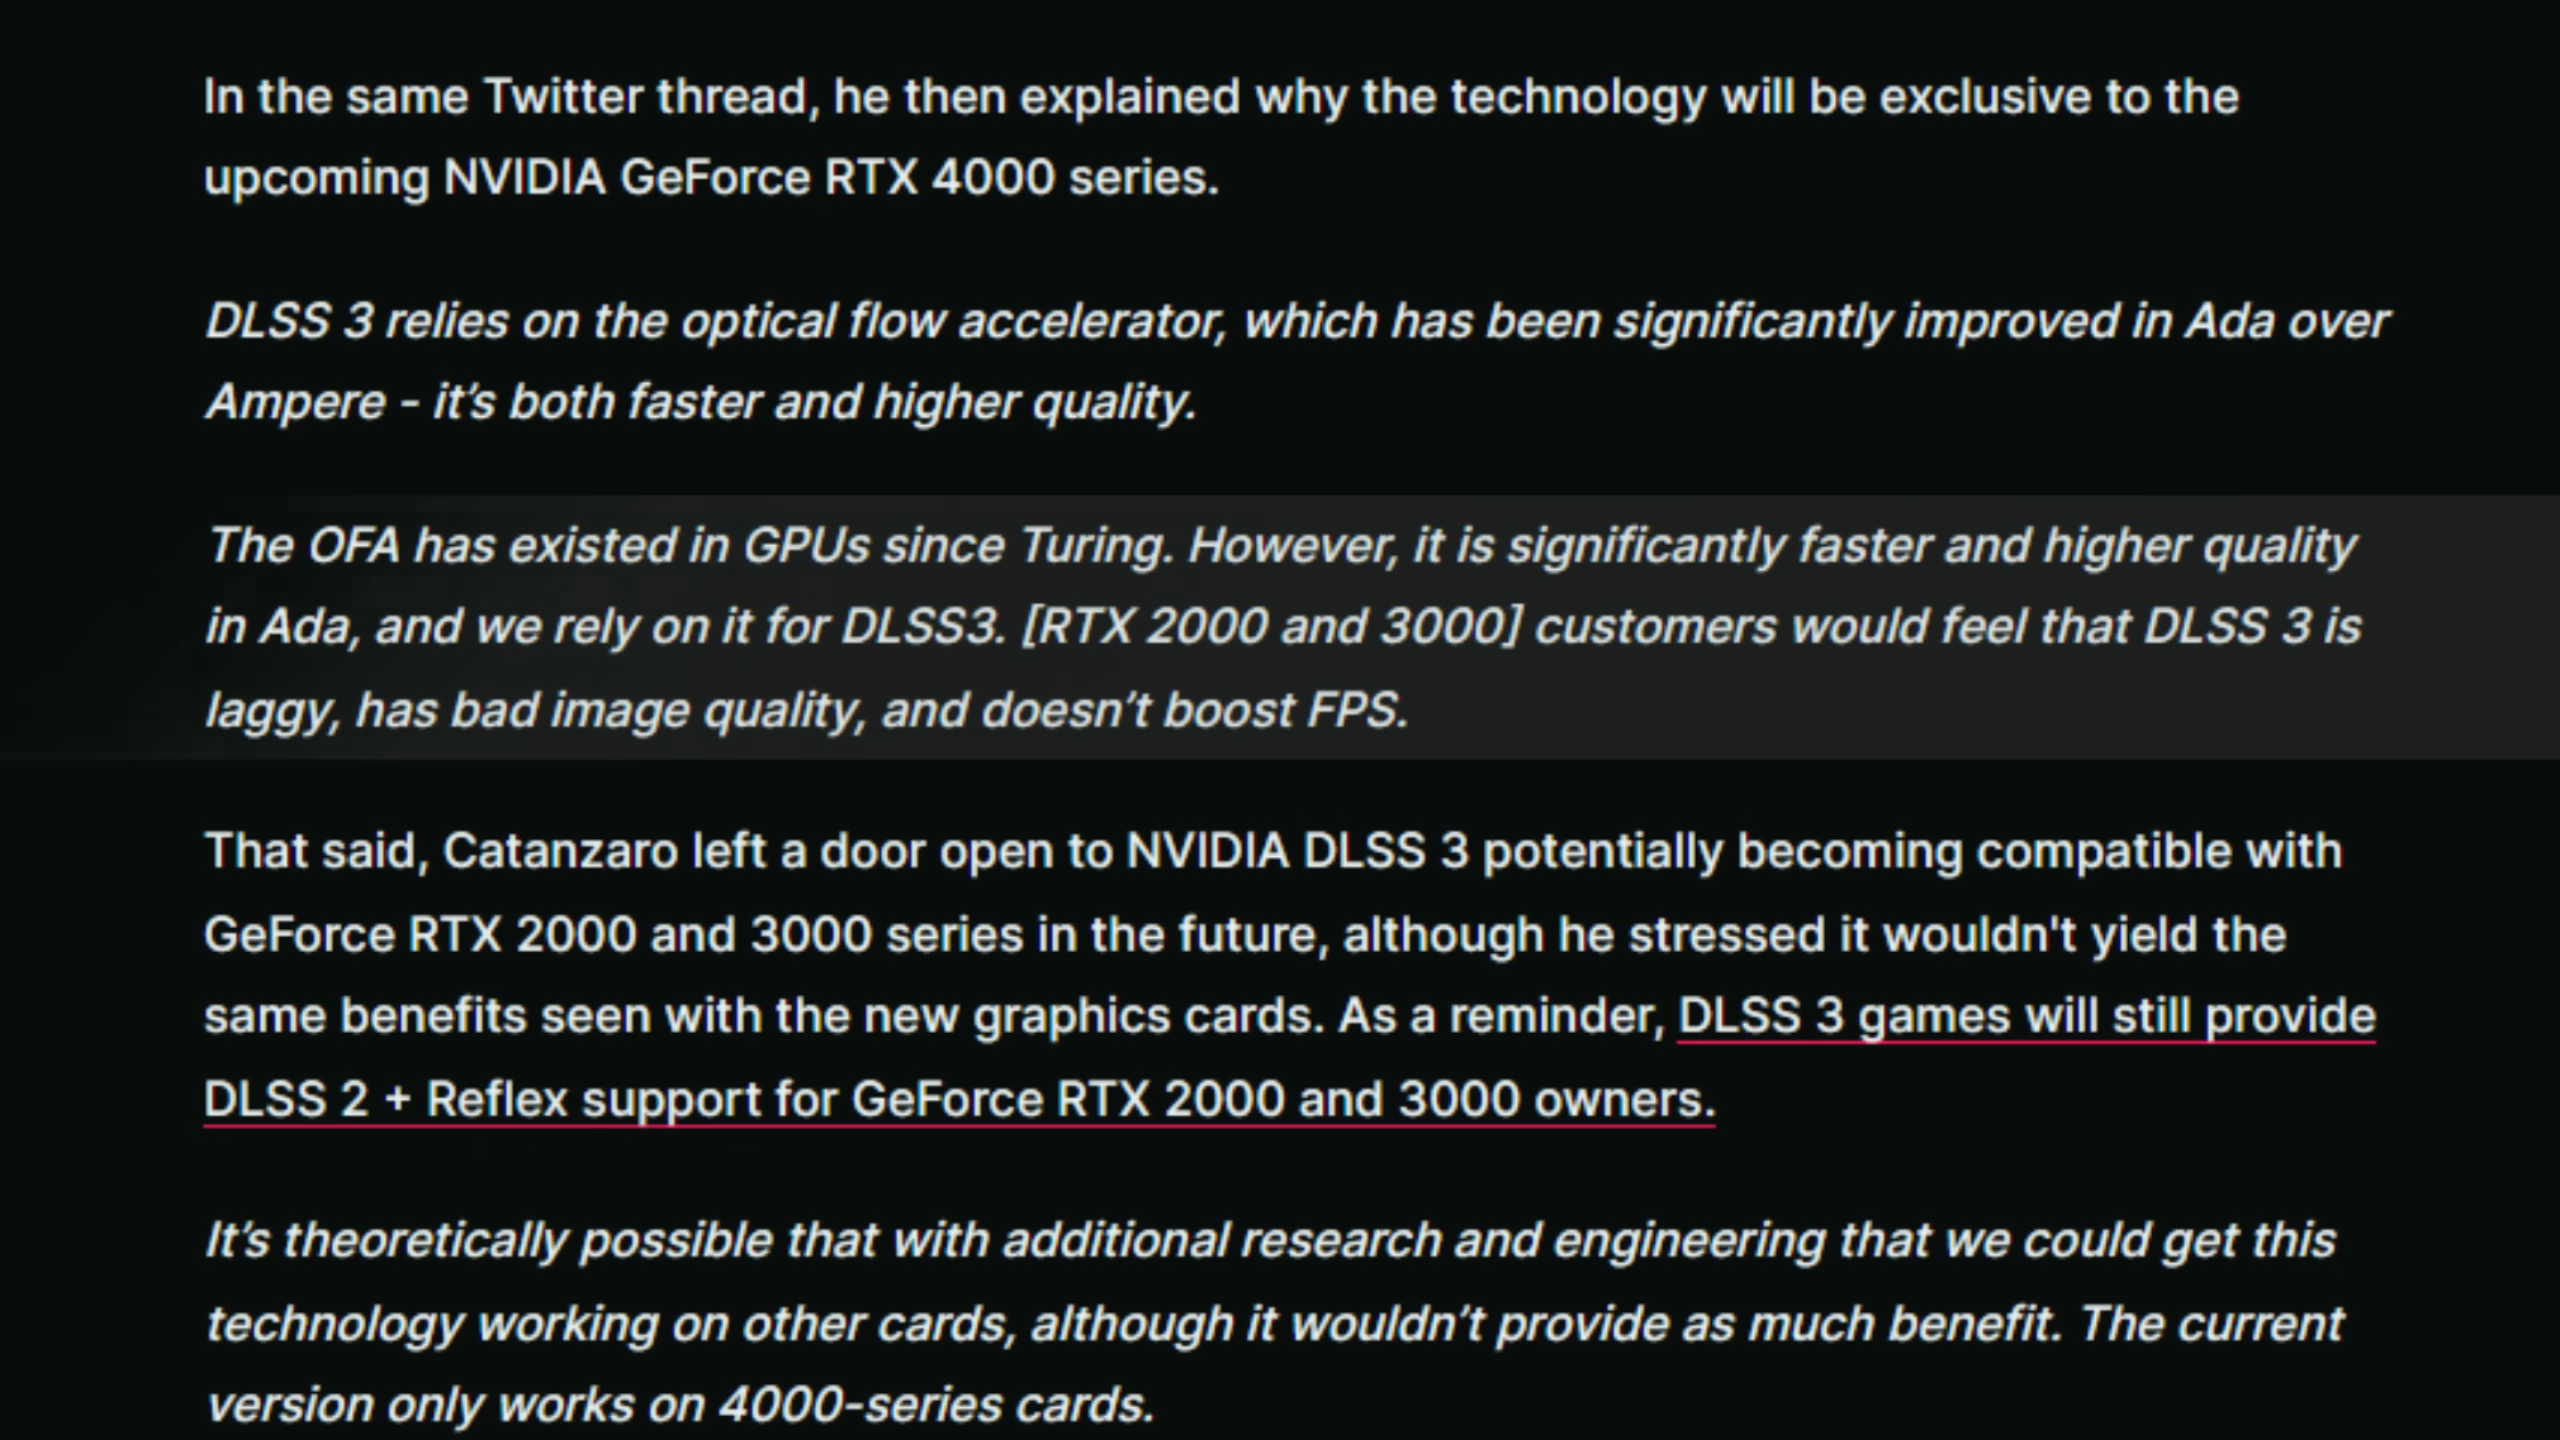 In the same Twitter thread, he then explained why the technology will be exclusive to the
upcoming NVIDIA GeForce RTX 4000 series.
DLSS 3 relies on the optical flow accelerator, which has been significantly improved in Ada over
Ampere - it’s both faster and higher quality.
The OFA has existed in GPUs since Turing. However, it is significantly faster and higher quality
in Ada, and we rely on it for DLSS3. [RTX 2000 and 3000] customers would feel that DLSS 3 is
laggy, has bad image quality, and doesn’t boost FPS.
That said, Catanzaro left a door open to NVIDIA DLSS 3 potentially becoming compatible with
GeForce RTX 2000 and 3000 series in the future, although he stressed it wouldn't yield the
same benefits seen with the new graphics cards. As a reminder, DLSS 3 games will still provide
DLSS 2 + Reflex support for GeForce RTX 2000 and 3000 owners.
It’s theoretically possible that with additional research and engineering that we could get this
technology working on other cards, although it wouldn’t provide as much benefit. The current
version only works on 4000-series cards.